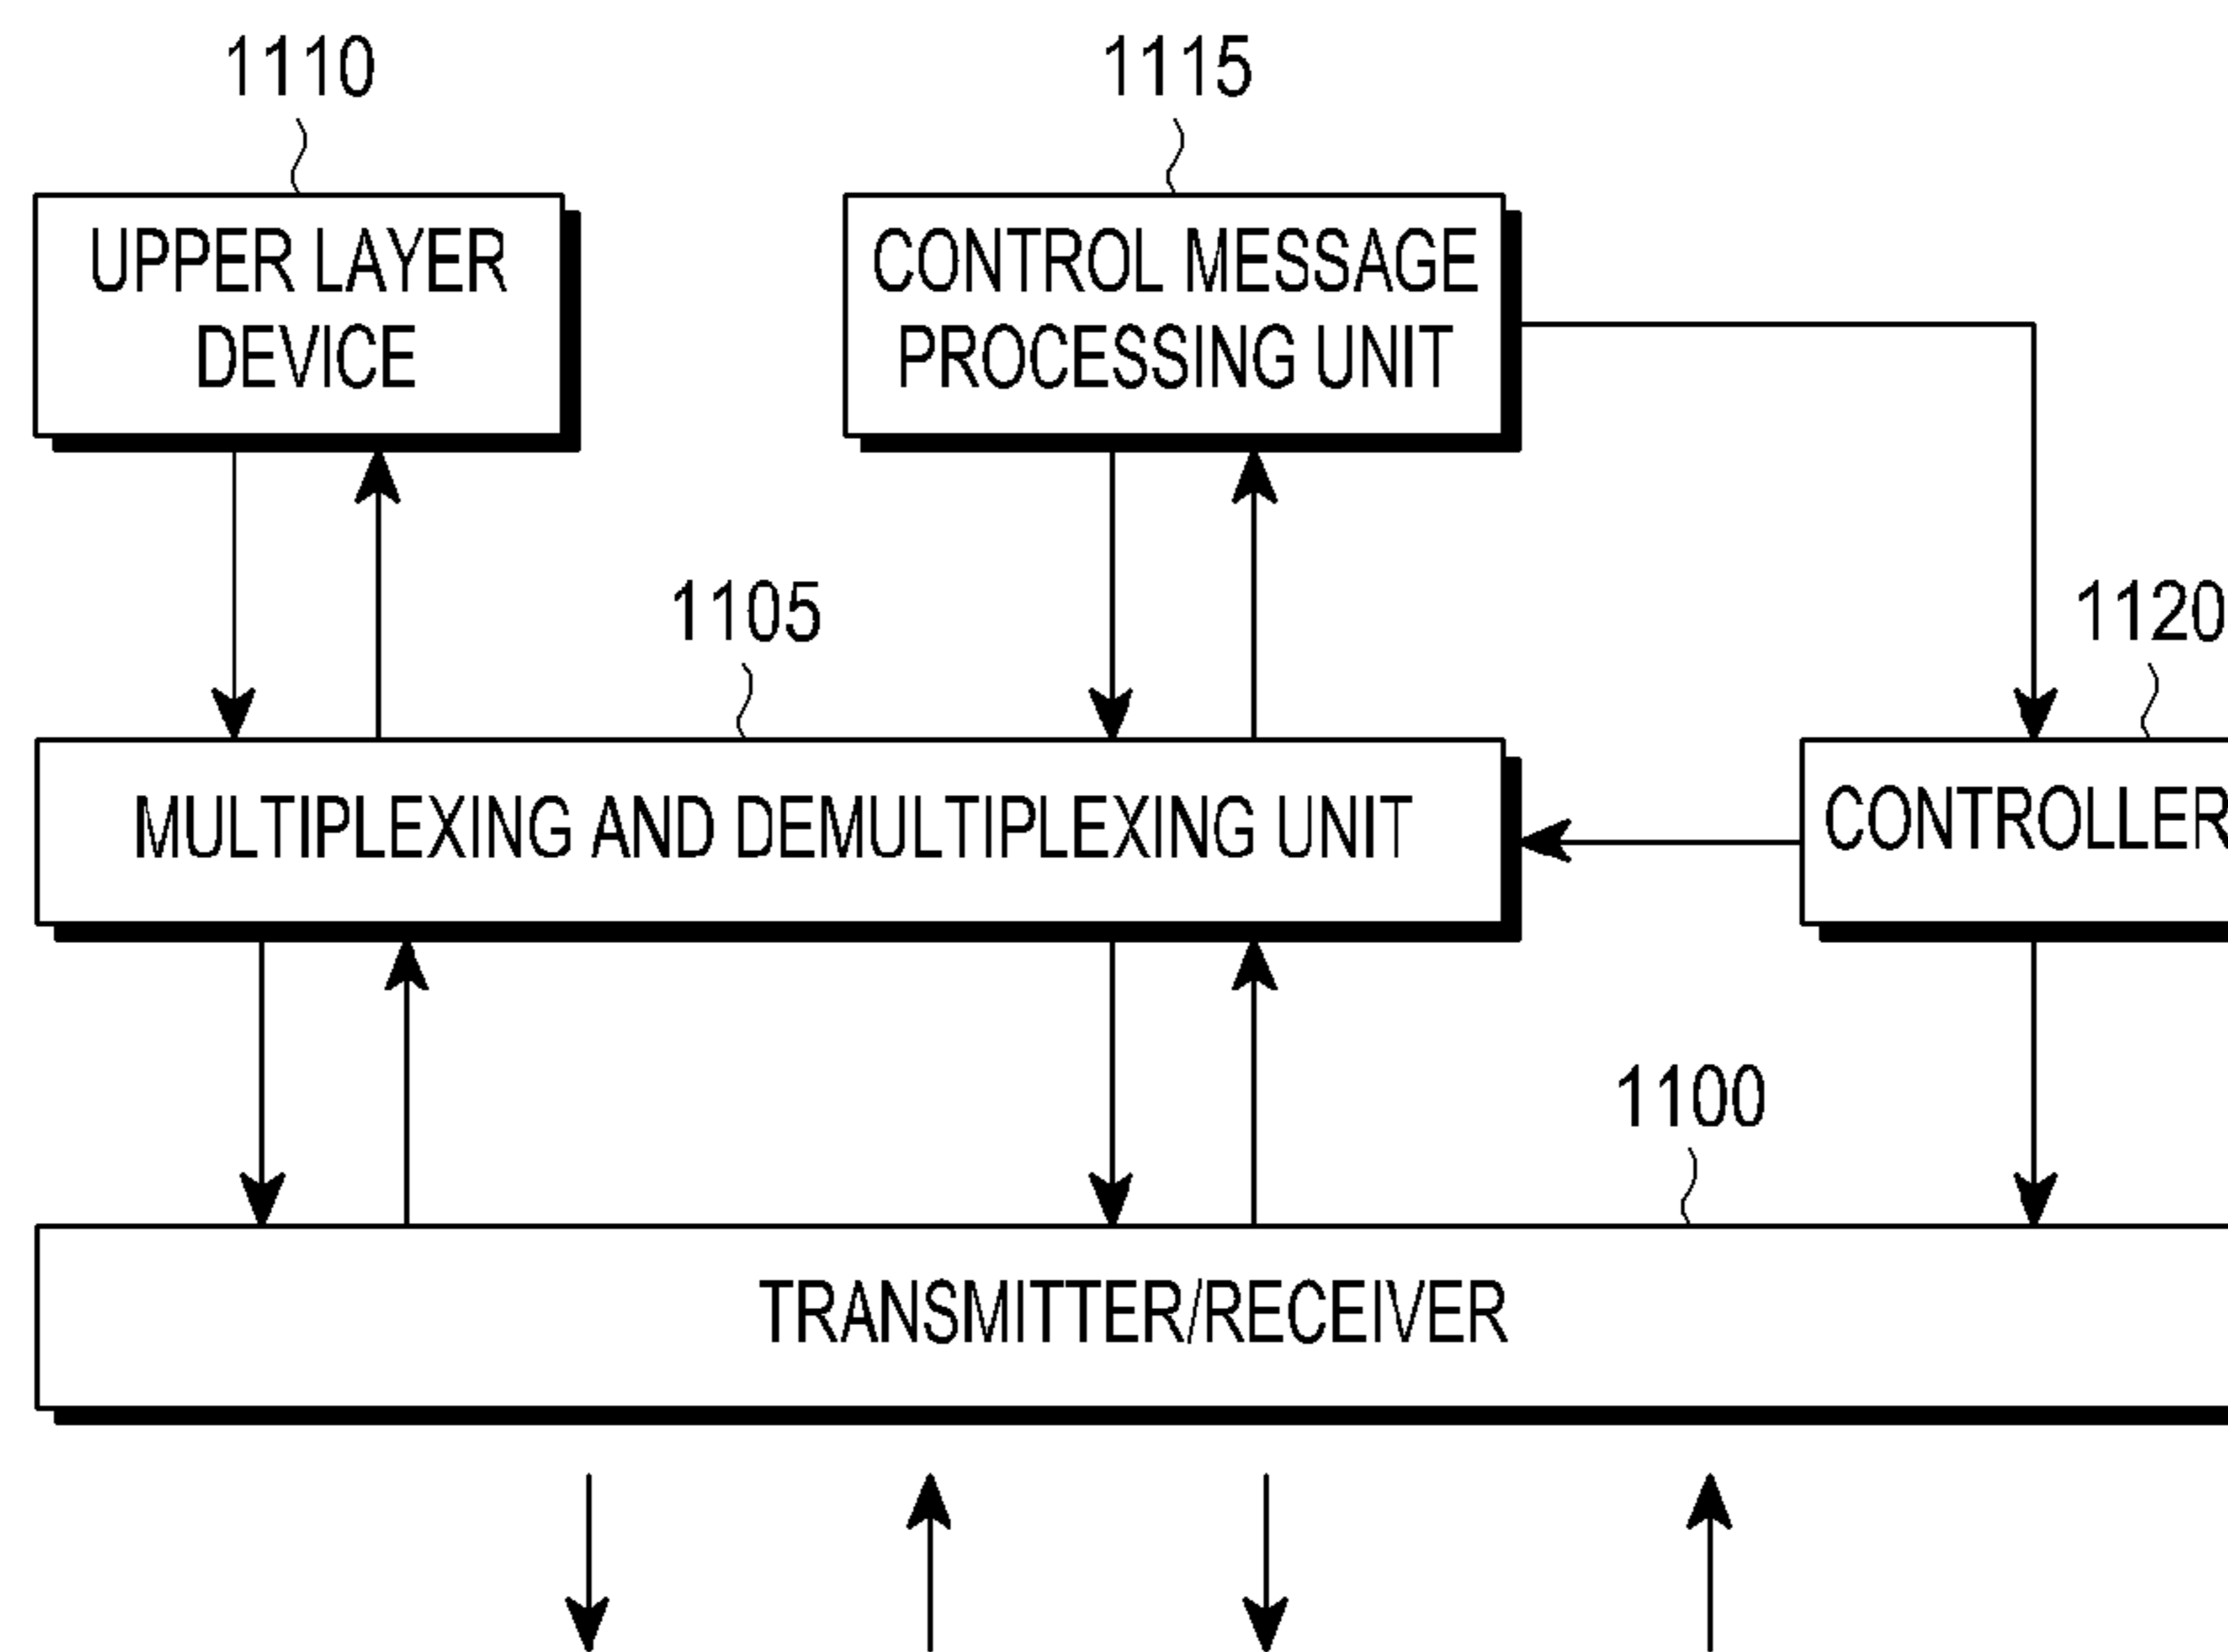 1110
1115
UPPER LAYER
DEVICE
CONTROL MESSAGE
PROCESSING UNIT
1105
1120
MULTIPLEXING AND DEMULTIPLEXING UNIT
CONTROLLER
1100
TRANSMITTER/RECEIVER